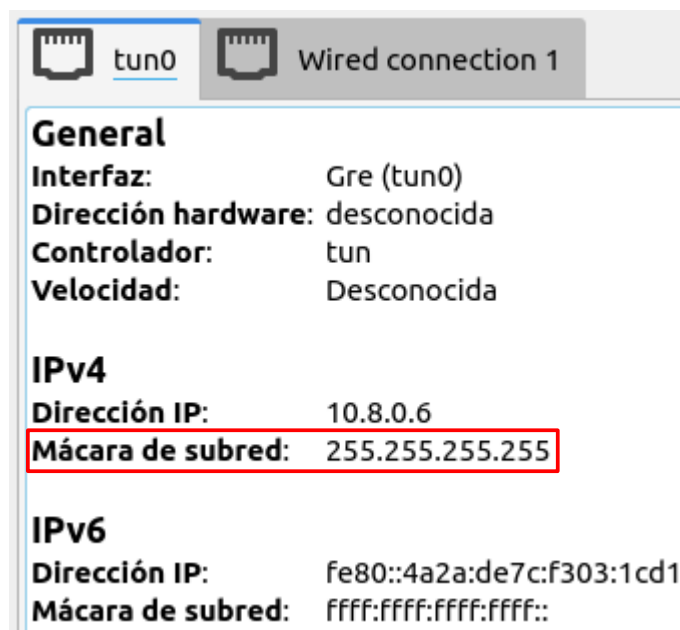 tun0 Wired connection 1
General
Interfaz: Gre (tun0)
Dirección hardware: desconocida
Controlador: tun
Velocidad: Desconocida
IPv4
Dirección IP: 10.8.0.6
Mácara de subred: 255.255.255.255
IPv6
Dirección IP: fe80::4a2a:de7c:f303:1cd1
Mácara de subred: ffff:ffff:ffff:ffff::